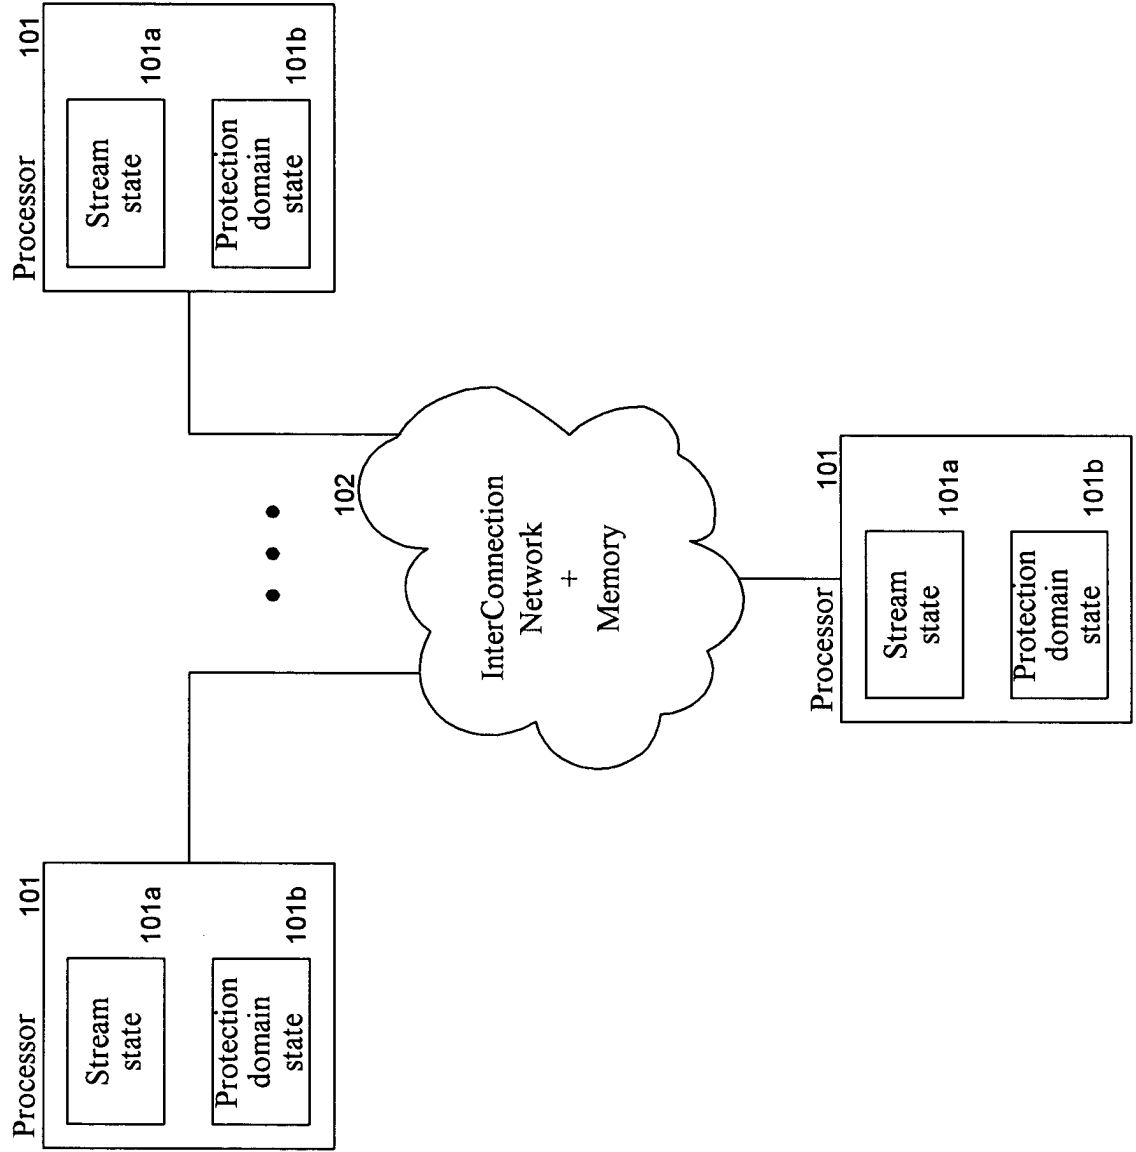 Processor
101
Stream
state
101a
Protection
domain
state
101b
Processor
101
Stream
state
101a
Protection
domain
state
101b
102
InterConnection
Network
+
Memory
Processor
101
Stream
state
101a
Protection
domain
state
101b